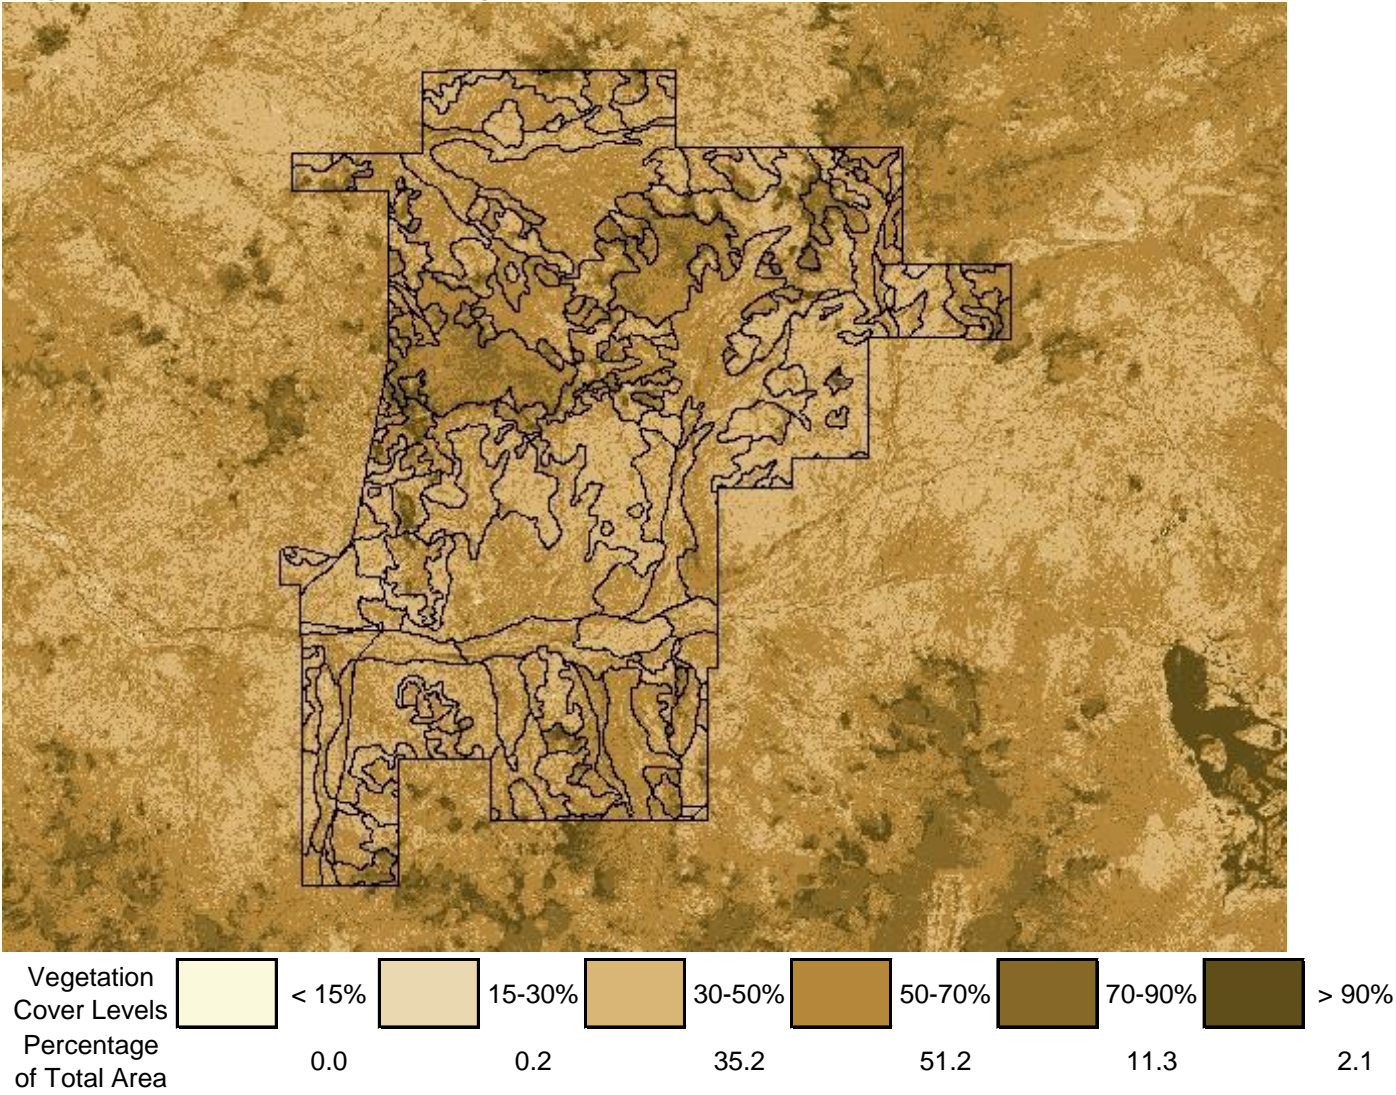 Vegetation
Cover Levels
< 15% 15-30% 30-50% 50-70% 70-90% > 90%
Percentage
of Total Area
0.0 0.2 35.2 51.2 11.3 2.1